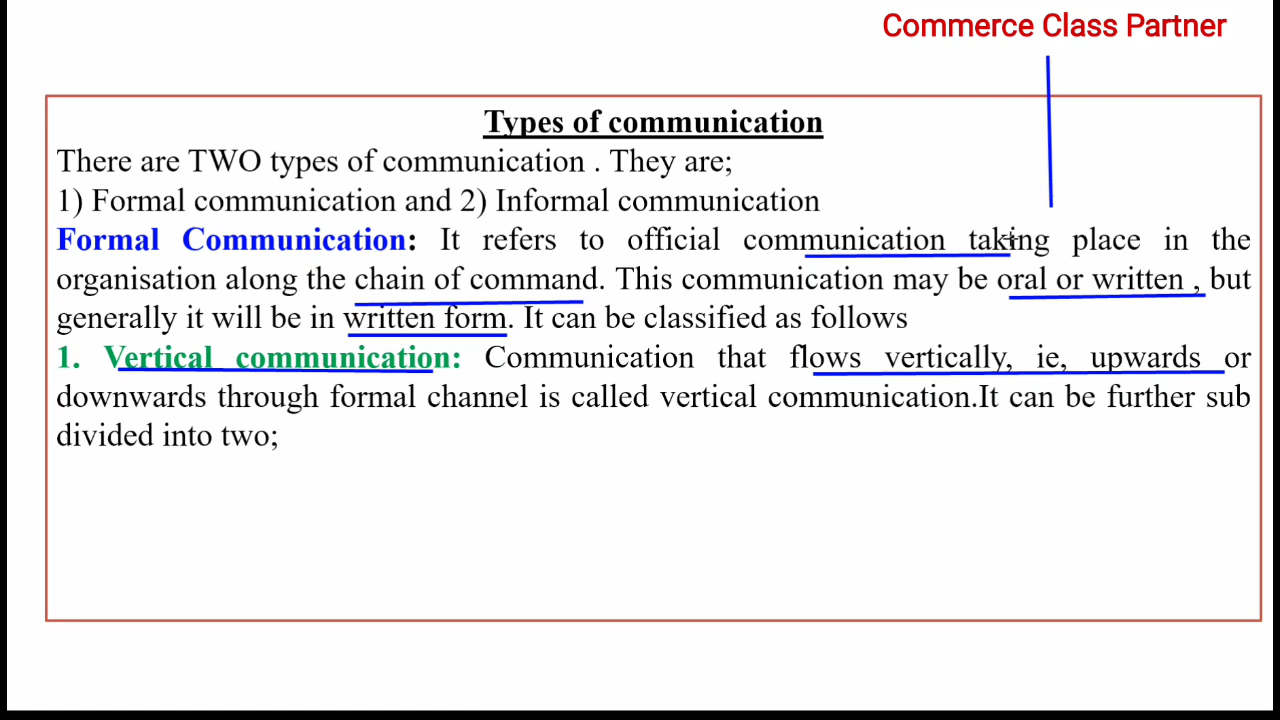 Commerce Class Partner
Types of communication
There are TWO types of communication . They are;
1) Formal communication and 2) Informal communication
Formal Communication: It refers to official communication taking place in the
organisation along the chain of command. This communication may be oral or written , but
generally it will be in written form. It can be classified as follows
1. Vertical communication: Communication that flows vertically, ie, upwards or
downwards through formal channel is called vertical communication.It can be further sub
divided into two;